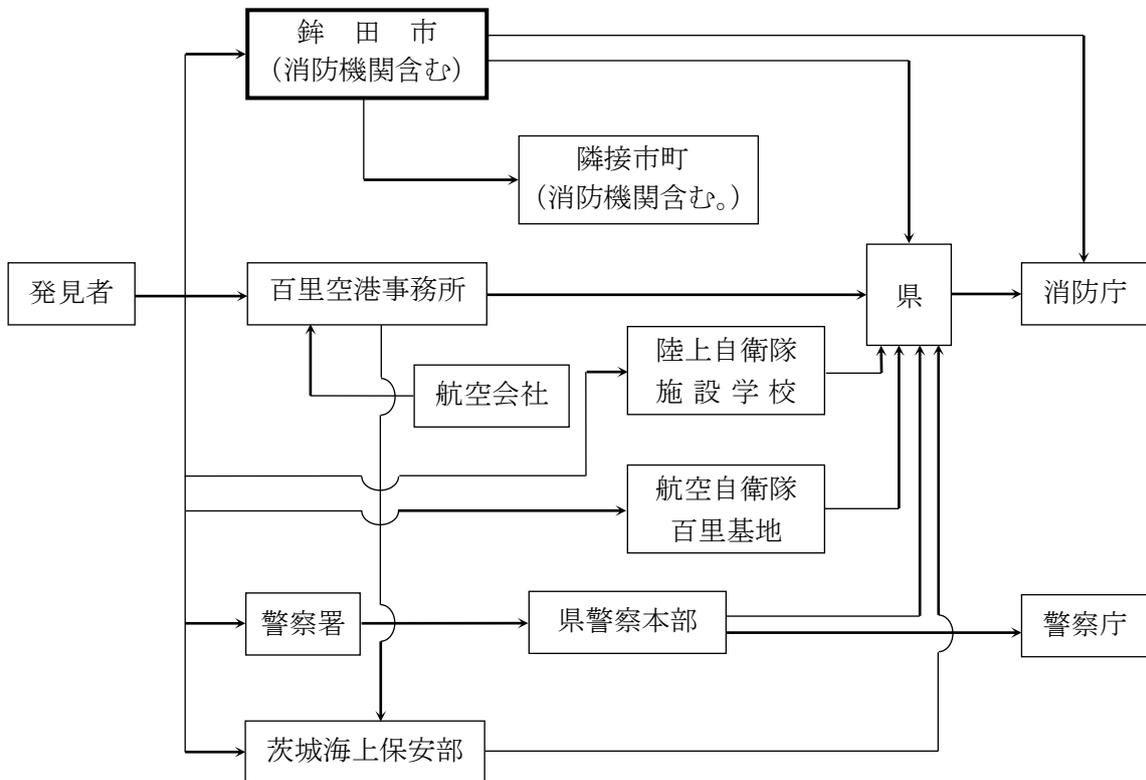 鉾　田　市
（消防機関含む）
隣接市町
（消防機関含む。）
発見者
百里空港事務所
県
消防庁
航空会社
陸上自衛隊
施 設 学 校
航空自衛隊
百里基地
警察署
県警察本部
警察庁
茨城海上保安部